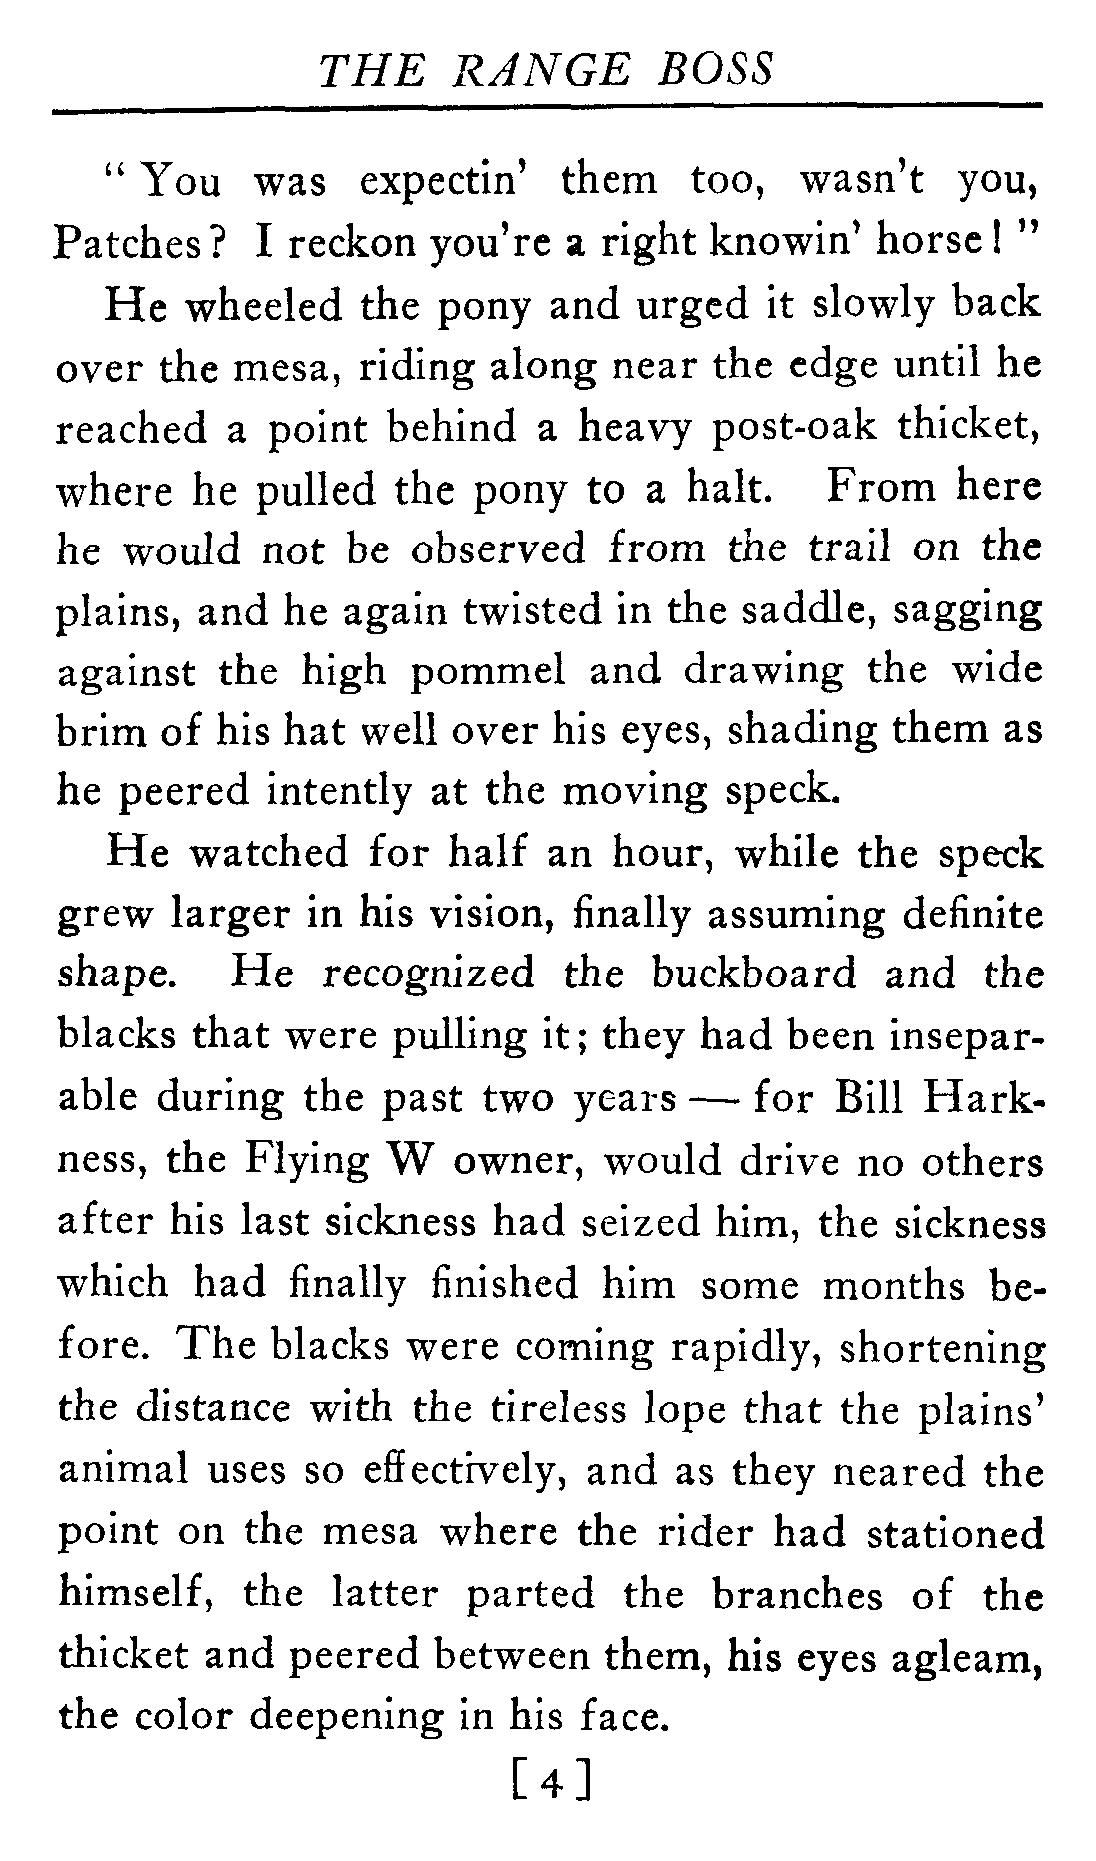 THE RANGE BOSS
" You was expectin' them too, wasn't you,
Patches? I reckon you're a right knowin' horse!"
He wheeled the pony and urged it slowly back
over the mesa, riding along near the edge until he
reached a point behind a heavy post-oak thicket,
where he pulled the pony to a halt. From here
he would not be observed from the trail on the
plains, and he again twisted in the saddle, sagging
against the high pommel and drawing the wide
brim of his hat well over his eyes, shading them as
he peered intently at the moving speck.
He watched for half an hour, while the speck
grew larger in his vision, finally assuming definite
shape. He recognized the buckboard and the
blacks that were pulling it; they had been insepar-
able during the past two years — for Bill Hark-
ness, the Flying W owner, would drive no others
after his last sickness had seized him, the sickness
which had finally finished him some months be-
fore. The blacks were coming rapidly, shortening
the distance with the tireless lope that the plains'
animal uses so effectively, and as they neared the
point on the mesa where the rider had stationed
himself, the latter parted the branches of the
thicket and peered between them, his eyes agleam,
the color deepening in his face.
[4]